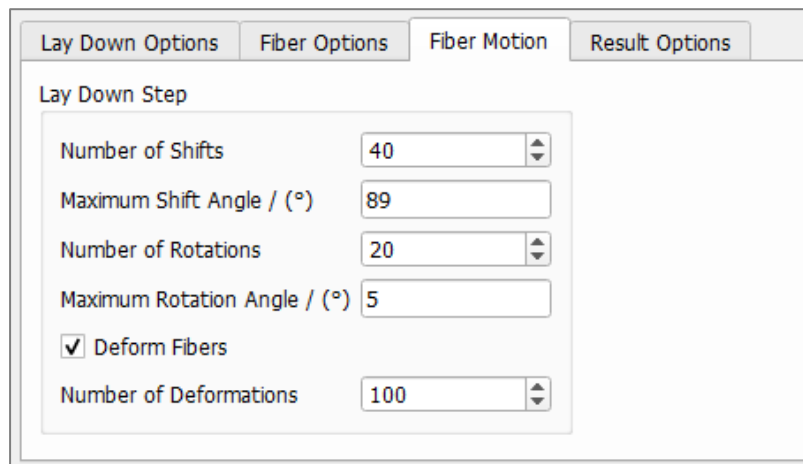 Lay Down Options Fiber Options Fiber Motion Result Options
Lay Down Step
Number of Shifts 40
Maximum Shift Angle / (°) 89
Number of Rotations 20
Maximum Rotation Angle / (°) 5
Deform Fibers
Number of Deformations 100